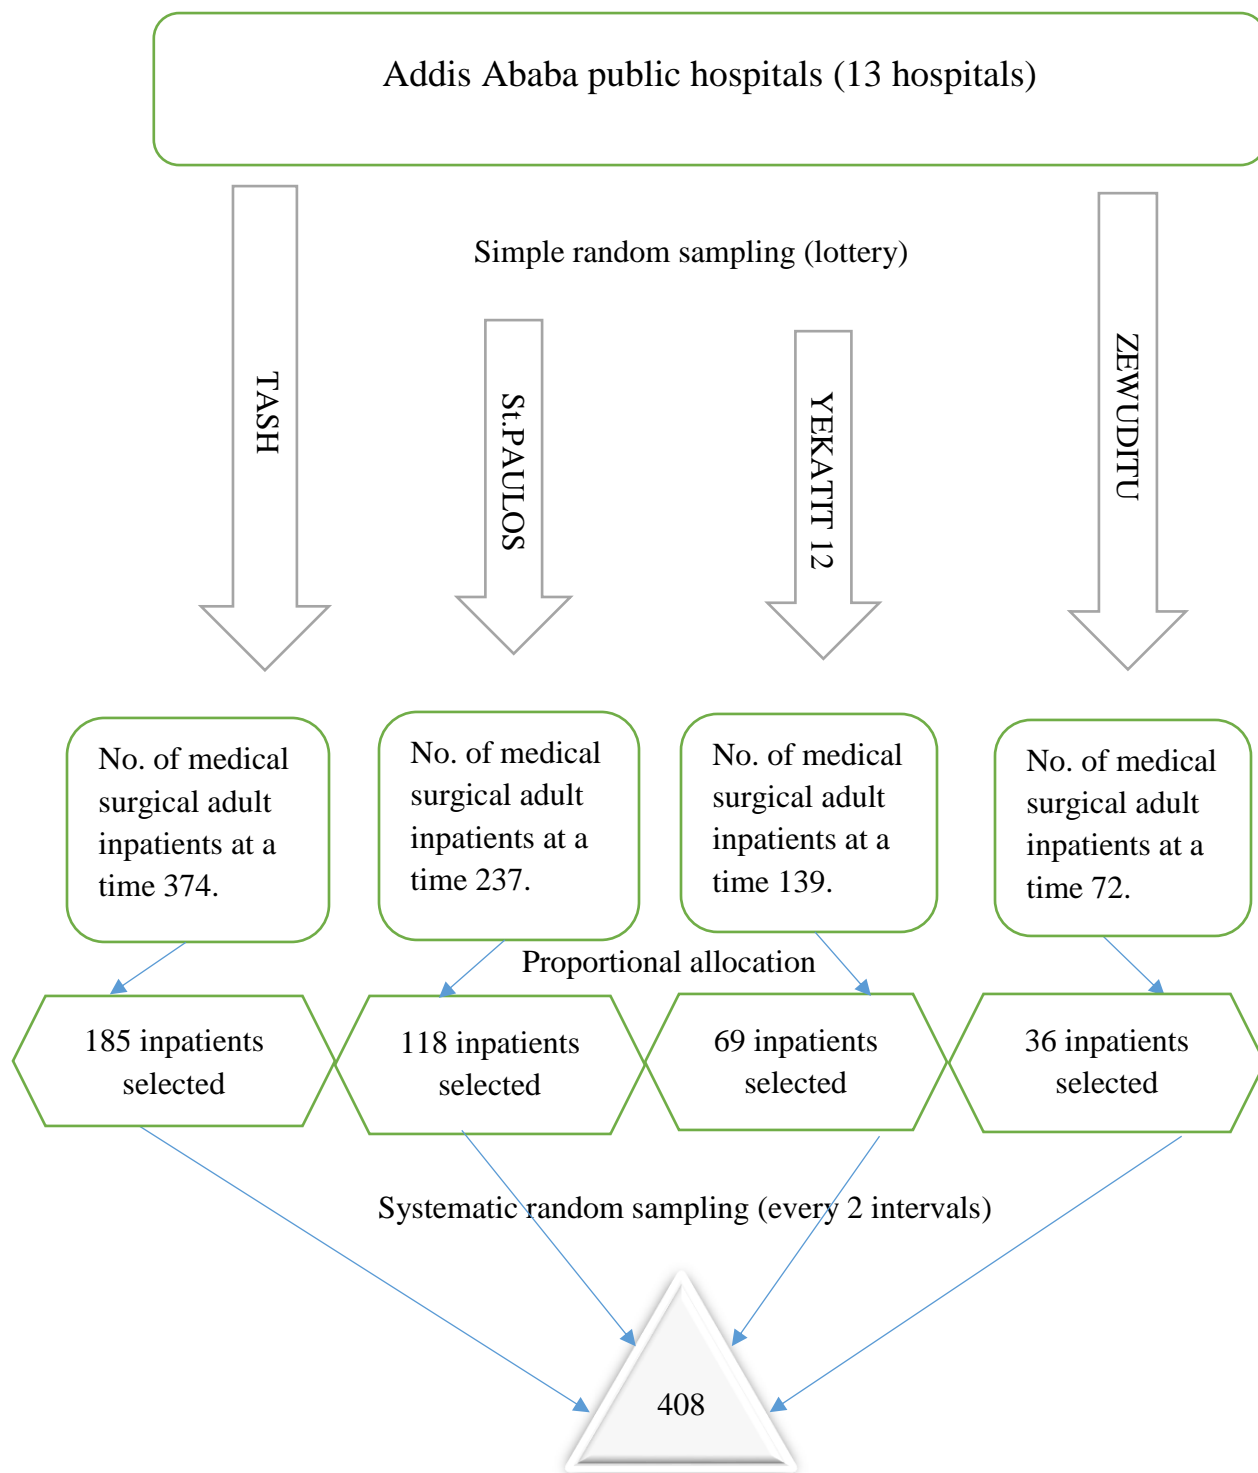 Addis Ababa public hospitals (13 hospitals)
Simple random sampling (lottery)
TASH
St.PAULOS
YEKATIT 12
ZEWUDITU
No. of medical
surgical adult
inpatients at a
time 374.
No. of medical
surgical adult
inpatients at a
time 237.
No. of medical
surgical adult
inpatients at a
time 139.
No. of medical
surgical adult
inpatients at a
time 72.
Proportional allocation
185 inpatients
selected
118 inpatients
selected
69 inpatients
selected
36 inpatients
selected
Systematic random sampling (every 2 intervals)
408